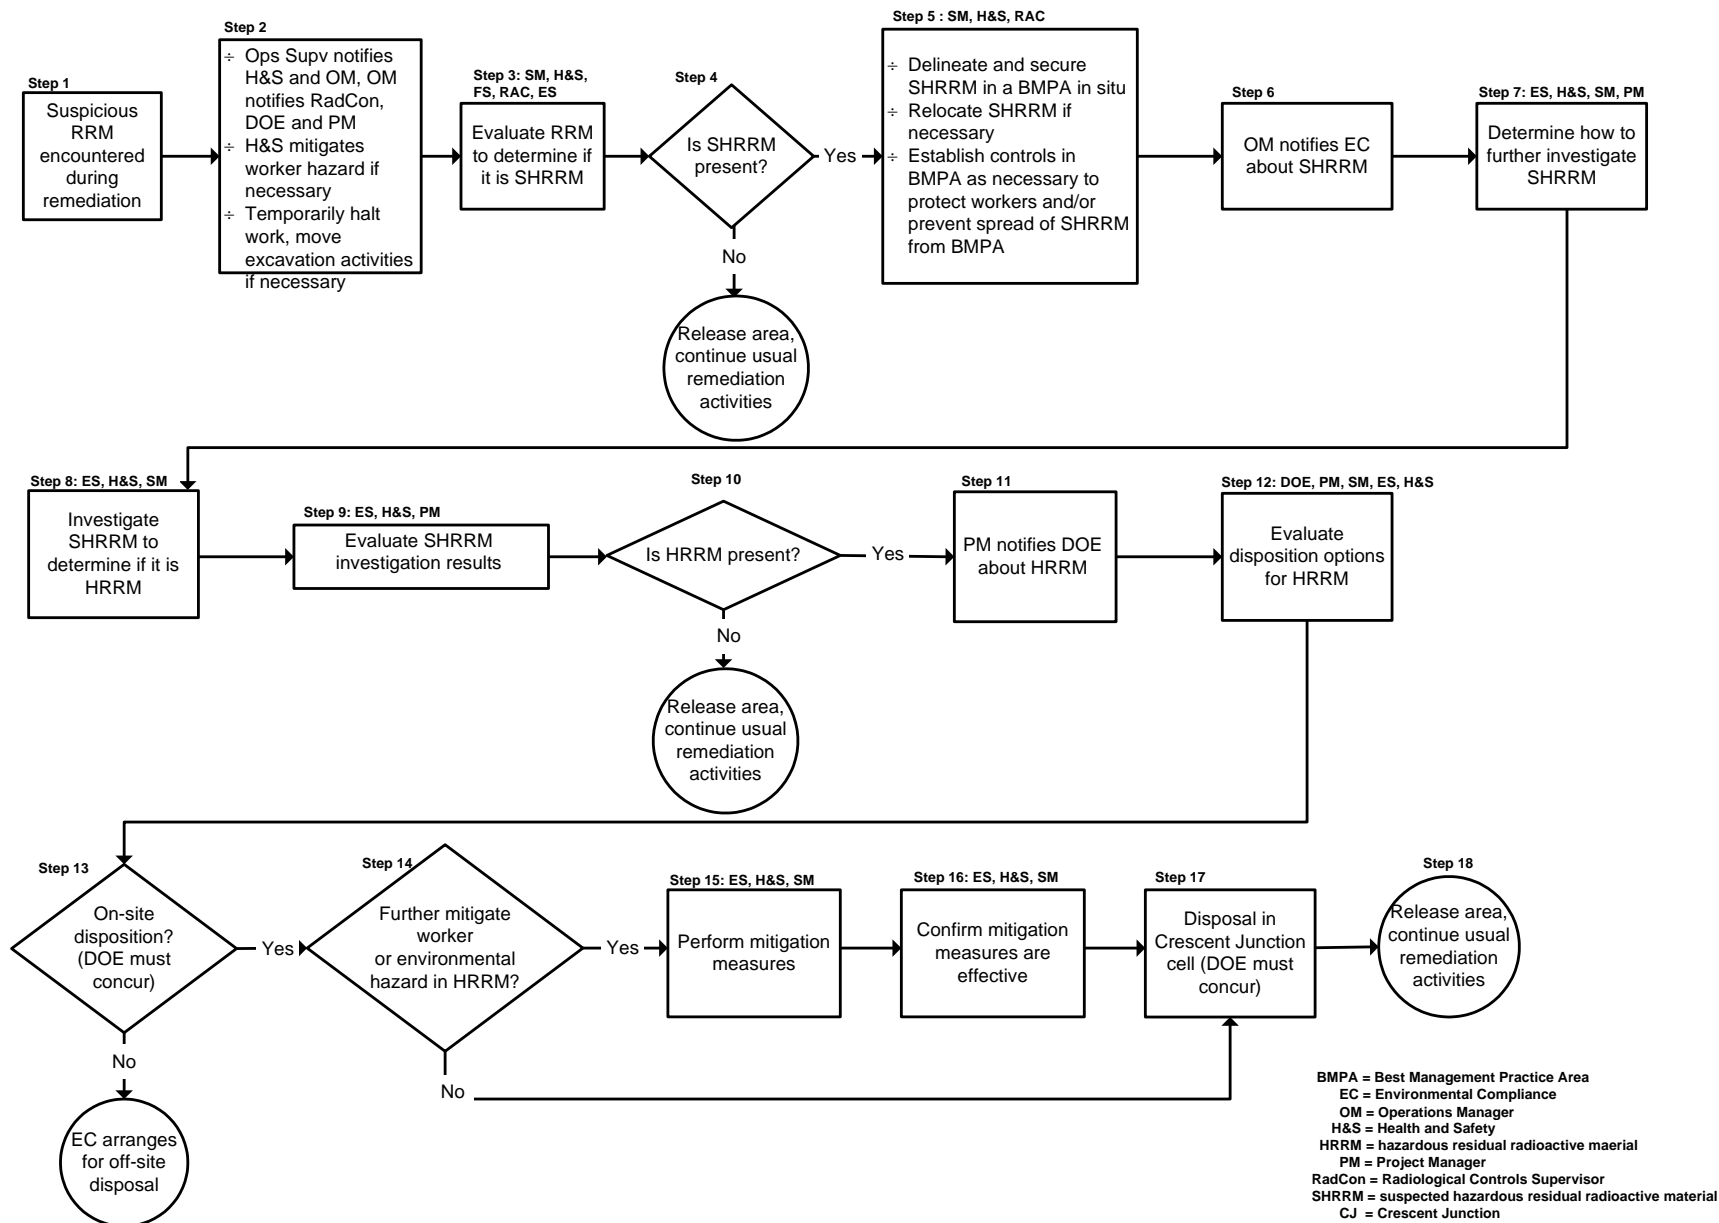 Step 1
Suspicious
RRM
encountered
during
remediation
Step 2
÷ Ops Supv notifies
H&S and OM, OM
notifies RadCon,
DOE and PM
÷ H&S mitigates
worker hazard if
necessary
÷ Temporarily halt
work, move
excavation activities
if necessary
Step 3: SM, H&S,
FS, RAC, ES
Evaluate RRM
to determine if
it is SHRRM
Step 4
Is SHRRM
present?
Yes
No
Release area,
continue usual
remediation
activities
Step 5 : SM, H&S, RAC
÷ Delineate and secure
SHRRM in a BMPA in situ
÷ Relocate SHRRM if
necessary
÷ Establish controls in
BMPA as necessary to
protect workers and/or
prevent spread of SHRRM
from BMPA
Step 6
OM notifies EC
about SHRRM
Step 7: ES, H&S, SM, PM
Determine how to
further investigate
SHRRM
Step 8: ES, H&S, SM
Investigate
SHRRM to
determine if it is
HRRM
Step 9: ES, H&S, PM
Evaluate SHRRM
investigation results
Step 10
Is HRRM present?
Yes
No
Release area,
continue usual
remediation
activities
Step 11
PM notifies DOE
about HRRM
Step 12: DOE, PM, SM, ES, H&S
Evaluate
disposition options
for HRRM
Step 13
On-site
disposition?
(DOE must
concur)
Yes
No
EC arranges
for off-site
disposal
Step 14
Further mitigate
worker
or environmental
hazard in HRRM?
Yes
No
Step 15: ES, H&S, SM
Perform mitigation
measures
Step 16: ES, H&S, SM
Confirm mitigation
measures are
effective
Step 17
Disposal in
Crescent Junction
cell (DOE must
concur)
Step 18
Release area,
continue usual
remediation
activities
BMPA = Best Management Practice Area
EC = Environmental Compliance
OM = Operations Manager
H&S = Health and Safety
HRRM = hazardous residual radioactive maerial
PM = Project Manager
RadCon = Radiological Controls Supervisor
SHRRM = suspected hazardous residual radioactive material
CJ = Crescent Junction